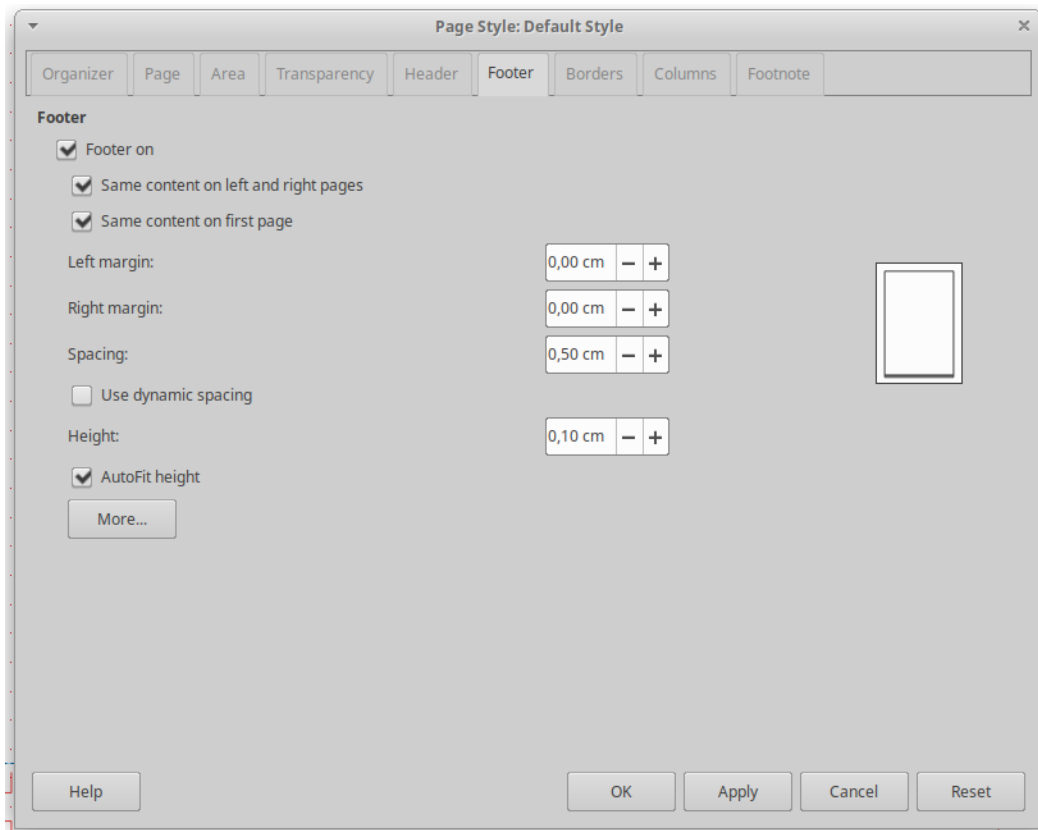 Page Style: Default Style
Organizer Page Area Transparency Header Footer Borders Columns Footnote
Footer
Footer on
Same content on left and right pages
Same content on first page
Left margin: 0,00 cm
Right margin: 0,00 cm
Spacing: 0,50 cm
Use dynamic spacing
Height: 0,10 cm
AutoFit height
More...
Help OK Apply Cancel Reset